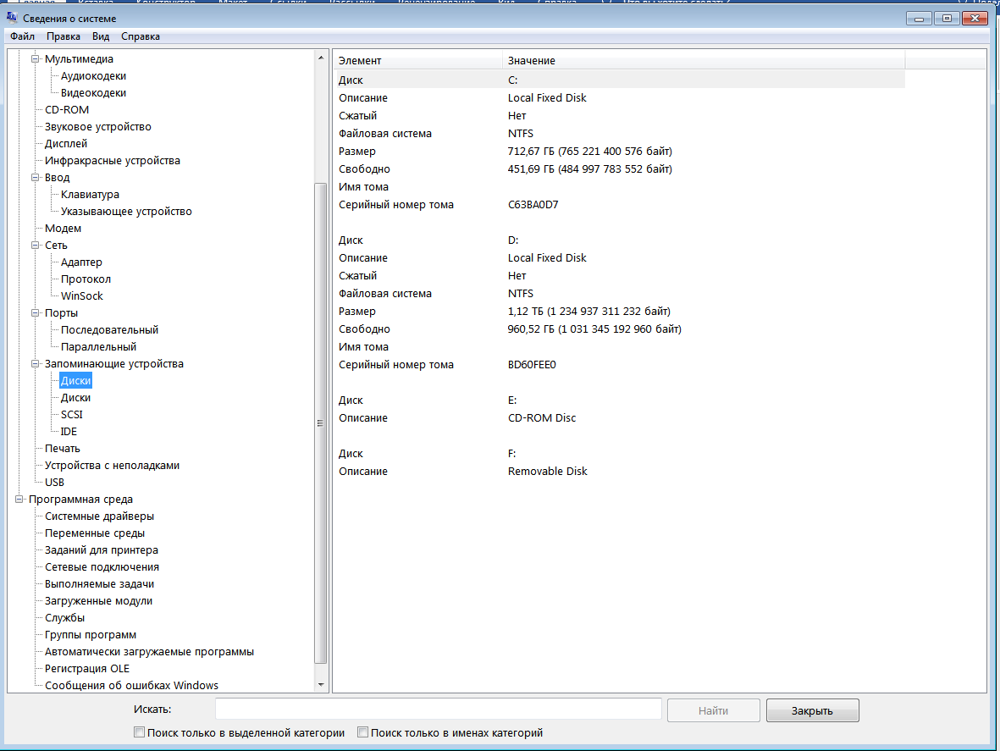 Сведения о системе
Файл Правка Вид Справка
Мультимедиа
Аудиокодеки
Видеокодеки
CD-ROM
Звуковое устройство
Дисплей
Инфракрасные устройства
Ввод
Клавиатура
Указывающее устройство
Модем
Сеть
Адаптер
Протокол
WinSock
Порты
Последовательный
Параллельный
Запоминающие устройства
Диски
Диски
SCSI
IDE
Печать
Устройства с неполадками
USB
Программная среда
Системные драйверы
Переменные среды
Заданий для принтера
Сетевые подключения
Выполняемые задачи
Загруженные модули
Службы
Группы программ
Автоматически загружаемые программы
Регистрация OLE
Сообщения об ошибках Windows
Элемент Значение
Диск C:
Описание Local Fixed Disk
Сжатый Нет
Файловая система NTFS
Размер 712,67 ГБ (765 221 400 576 байт)
Свободно 451,69 ГБ (484 997 783 552 байт)
Имя тома
Серийный номер тома C63BA0D7
Диск D:
Описание Local Fixed Disk
Сжатый Нет
Файловая система NTFS
Размер 1,12 ТБ (1 234 937 311 232 байт)
Свободно 960,52 ГБ (1 031 345 192 960 байт)
Имя тома
Серийный номер тома BD60FEE0
Диск E:
Описание CD-ROM Disc
Диск F:
Описание Removable Disk
Искать: Найти Закрыть
Поиск только в выделенной категории Поиск только в именах категорий